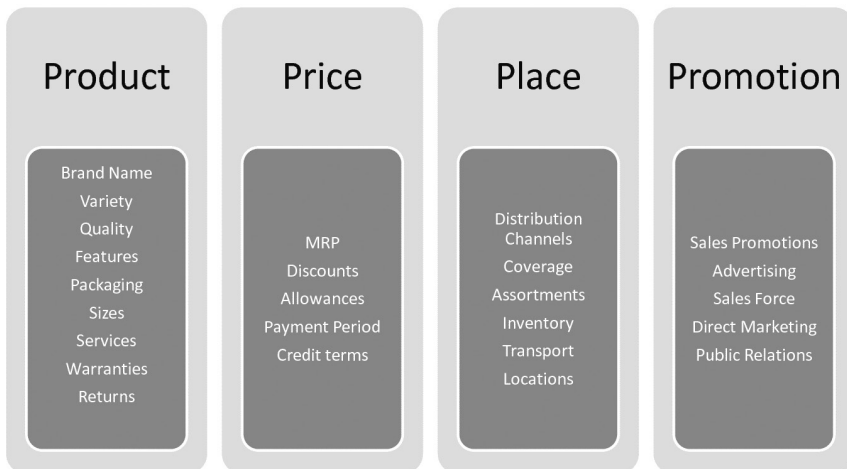 Product
Brand Name
Variety
Quality
Features
Packaging
Sizes
Services
Warranties
Returns
Price
MRP
Discounts
Allowances
Payment Period
Credit terms
Place
Distribution
Channels
Coverage
Assortments
Inventory
Transport
Locations
Promotion
Sales Promotions
Advertising
Sales Force
Direct Marketing
Public Relations